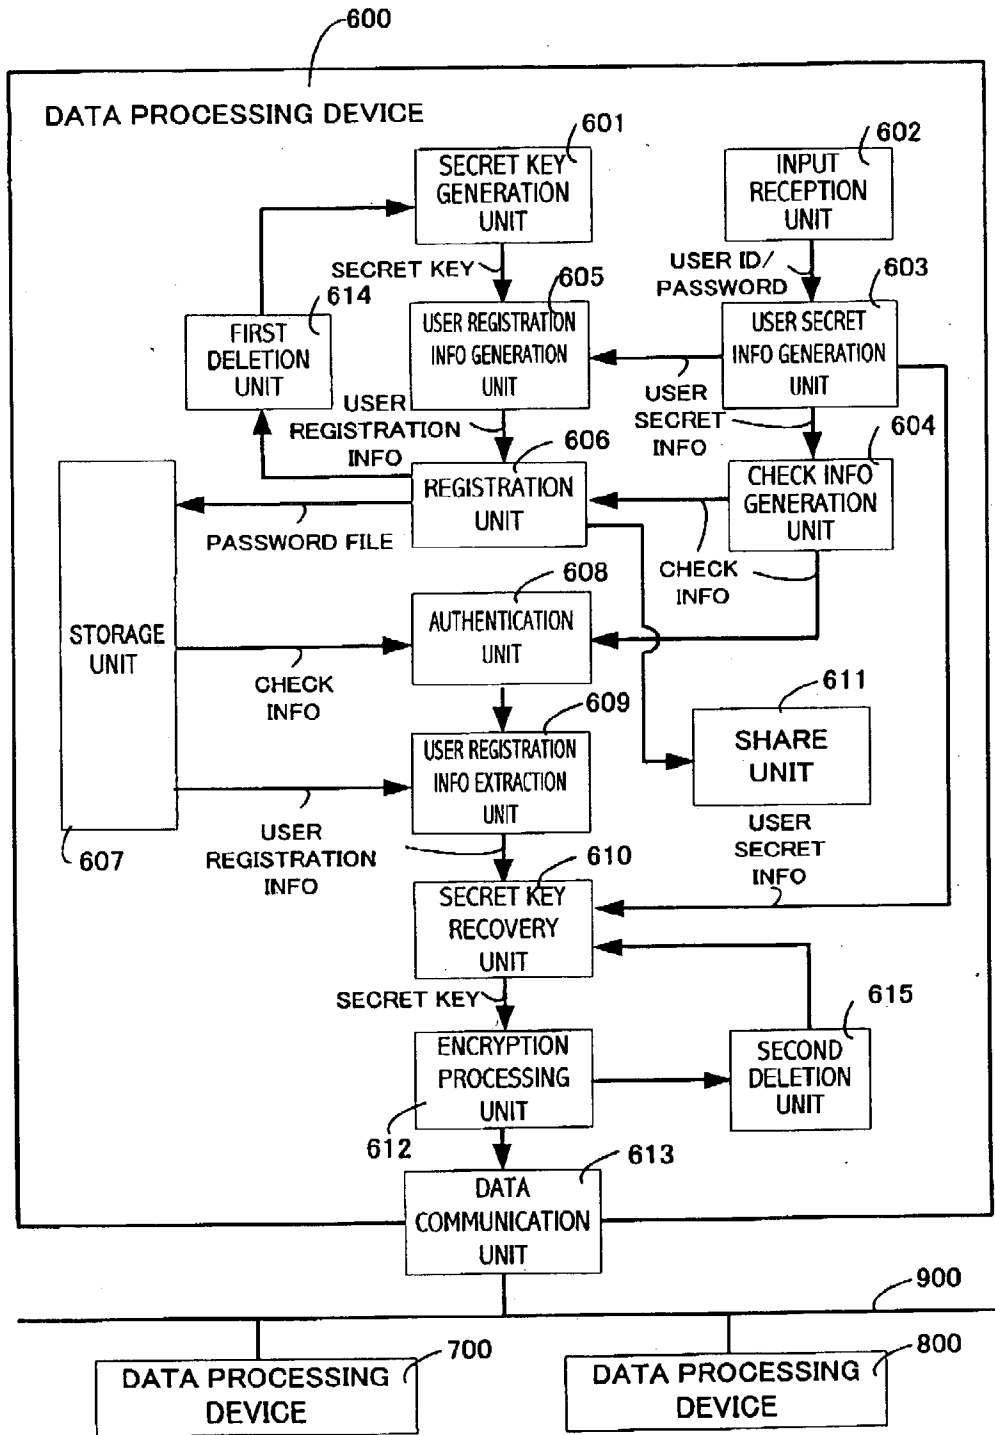 600
DATA PROCESSING DEVICE
601
SECRET KEY
GENERATION
UNIT
602
INPUT
RECEPTION
UNIT
SECRET KEY
USER ID/
PASSWORD
614
FIRST
DELETION
UNIT
605
USER REGISTRATION
INFO GENERATION
UNIT
603
USER SECRET
INFO GENERATION
UNIT
USER
REGISTRATION
INFO
USER
SECRET
INFO
606
REGISTRATION
UNIT
604
CHECK INFO
GENERATION
UNIT
PASSWORD FILE
CHECK
INFO
STORAGE
UNIT
607
608
AUTHENTICATION
UNIT
CHECK
INFO
609
USER REGISTRATION
INFO EXTRACTION
UNIT
611
SHARE
UNIT
USER
REGISTRATION
INFO
USER
SECRET
INFO
610
SECRET KEY
RECOVERY
UNIT
SECRET KEY
ENCRYPTION
PROCESSING
UNIT
612
615
SECOND
DELETION
UNIT
613
DATA
COMMUNICATION
UNIT
900
700
DATA PROCESSING
DEVICE
800
DATA PROCESSING
DEVICE